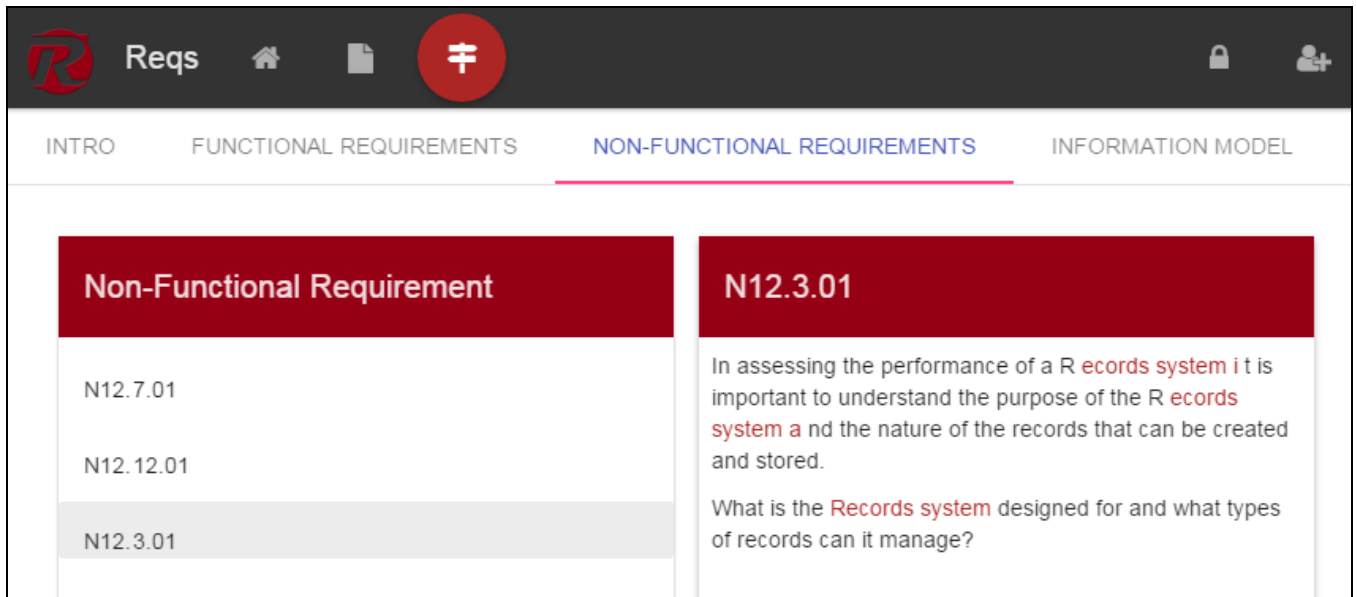 R Reqs
INTRO FUNCTIONAL REQUIREMENTS NON-FUNCTIONAL REQUIREMENTS INFORMATION MODEL
Non-Functional Requirement
N12.7.01
N12.12.01
N12.3.01
N12.3.01
In assessing the performance of a R ecords system i t is
important to understand the purpose of the R ecords
system a nd the nature of the records that can be created
and stored.
What is the Records system designed for and what types
of records can it manage?